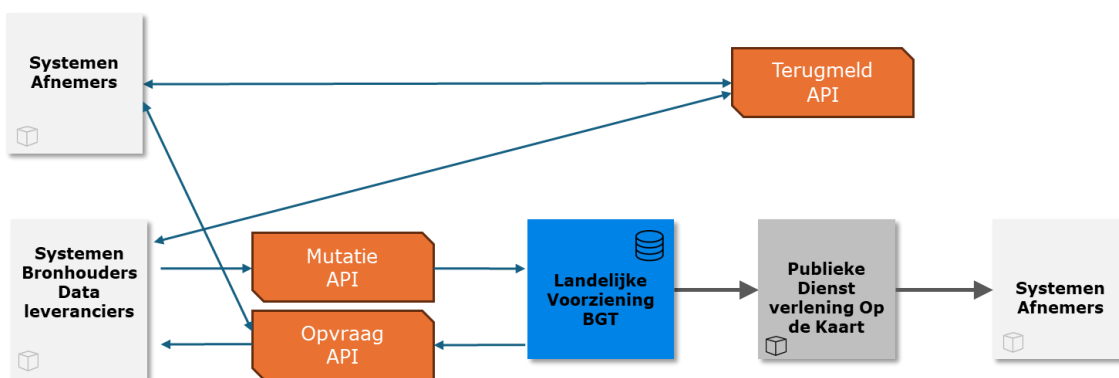 Systemen
Afnemers
Terugmeld
API
Systemen
Bronhouders
Data
leveranciers
Mutatie
API
Opvraag
API
Landelijke
Voorziening
BGT
Publieke
Dienst
verlening Op
de Kaart
Systemen
Afnemers